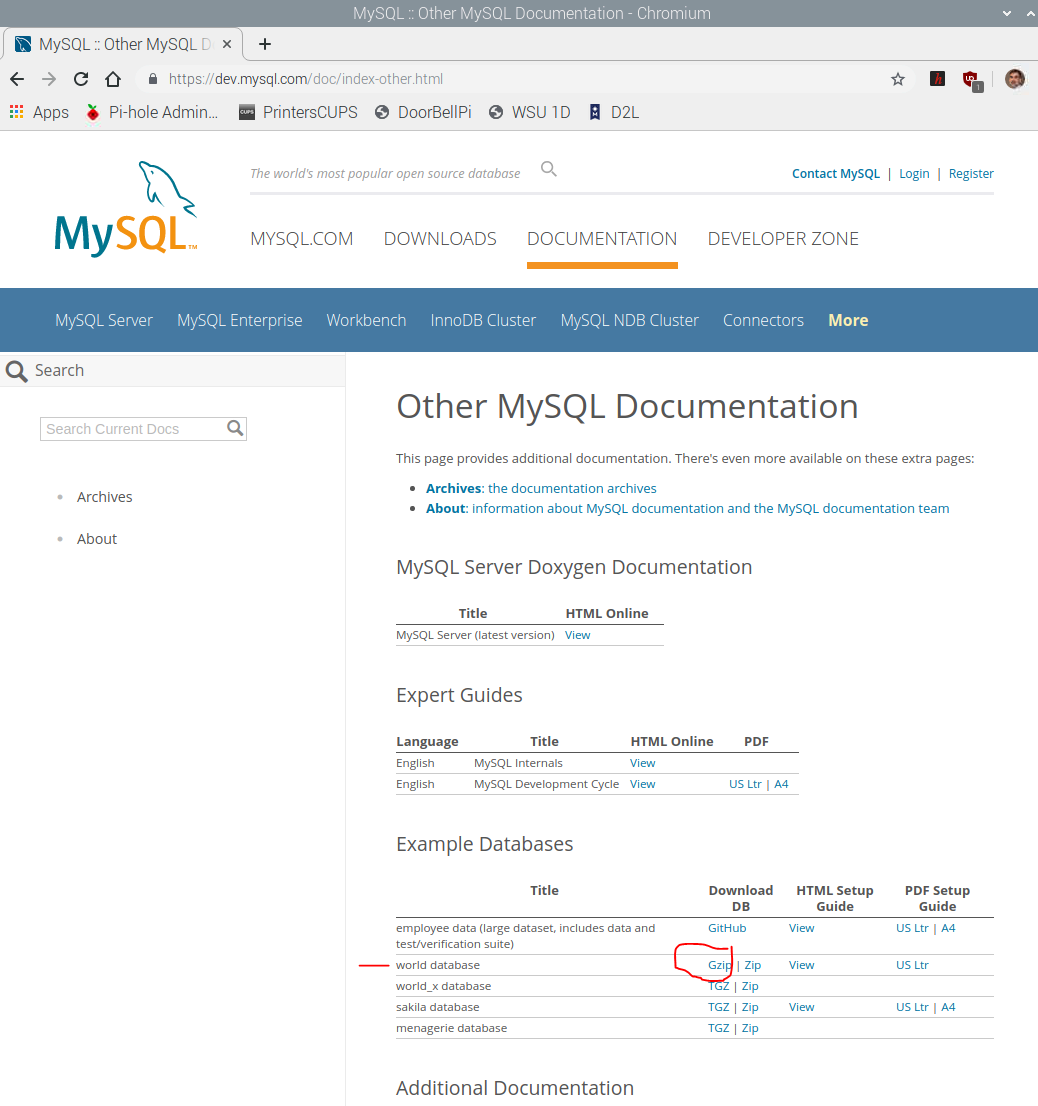 MySQL :: Other MySQL Documentation - Chromium
MySQL :: Other MySQL D
https://dev.mysql.com/doc/index-other.html
1
Apps Pi-hole Admin... CUPS PrintersCUPS DoorBellPi WSU 1D D2L
The world's most popular open source database
Contact MySQL | Login | Register
MySQL™
MYSQL.COM DOWNLOADS DOCUMENTATION DEVELOPER ZONE
MySQL Server MySQL Enterprise Workbench InnoDB Cluster MySQL NDB Cluster Connectors More
Search
Search Current Docs
• Archives
• About
Other MySQL Documentation
This page provides additional documentation. There's even more available on these extra pages:
• Archives: the documentation archives
• About: information about MySQL documentation and the MySQL documentation team
MySQL Server Doxygen Documentation
Title HTML Online
MySQL Server (latest version) View
Expert Guides
Language Title HTML Online PDF
English MySQL Internals View
English MySQL Development Cycle View US Ltr | A4
Example Databases
Title Download DB HTML Setup Guide PDF Setup Guide
employee data (large dataset, includes data and test/verification suite) GitHub View US Ltr | A4
world database Gzip | Zip View US Ltr
world_x database TGZ | Zip
sakila database TGZ | Zip View US Ltr | A4
menagerie database TGZ | Zip
Additional Documentation